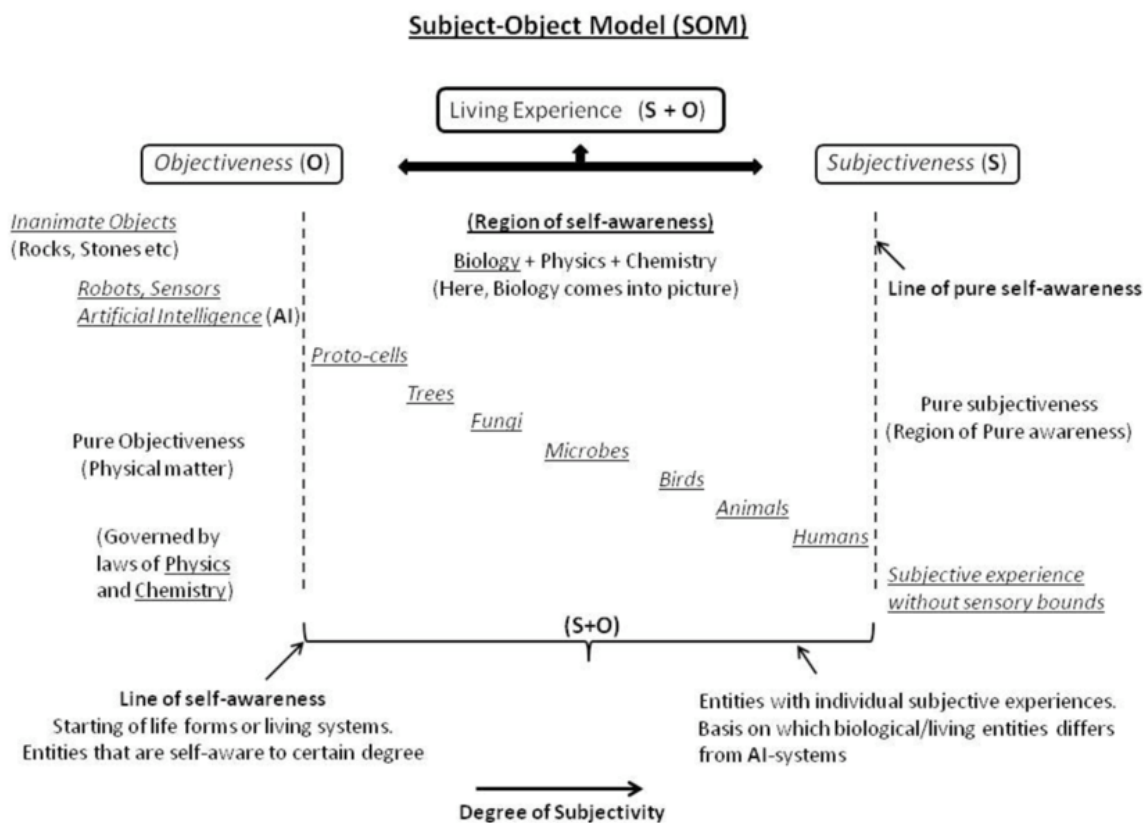 Subject-Object Model (SOM)
Living Experience (S + O)
Objectiveness (O)
Subjectiveness (S)
Inanimate Objects
(Rocks, Stones etc)
Robots, Sensors
Artificial Intelligence (AI)
(Region of self-awareness)
Biology + Physics + Chemistry
(Here, Biology comes into picture)
Line of pure self-awareness
Proto-cells
Trees
Fungi
Microbes
Birds
Animals
Humans
Pure Objectiveness
(Physical matter)
(Governed by
laws of Physics
and Chemistry)
Pure subjectiveness
(Region of Pure awareness)
Subjective experience
without sensory bounds
(S+O)
Line of self-awareness
Starting of life forms or living systems.
Entities that are self-aware to certain degree
Entities with individual subjective experiences.
Basis on which biological/living entities differs
from AI-systems
Degree of Subjectivity